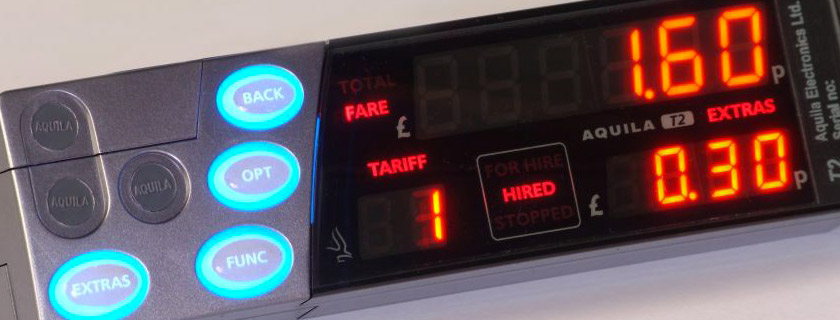 AQUILA
AQUILA
AQUILA
BACK
OPT
FUNC
EXTRAS
TOTAL
FARE
£
1.60 p
AQUILA T2 EXTRAS
TARIFF
1
FOR HIRE
HIRED
STOPPED
£ 0.30 p
Aquila Electronics Ltd.
T2 serial no: